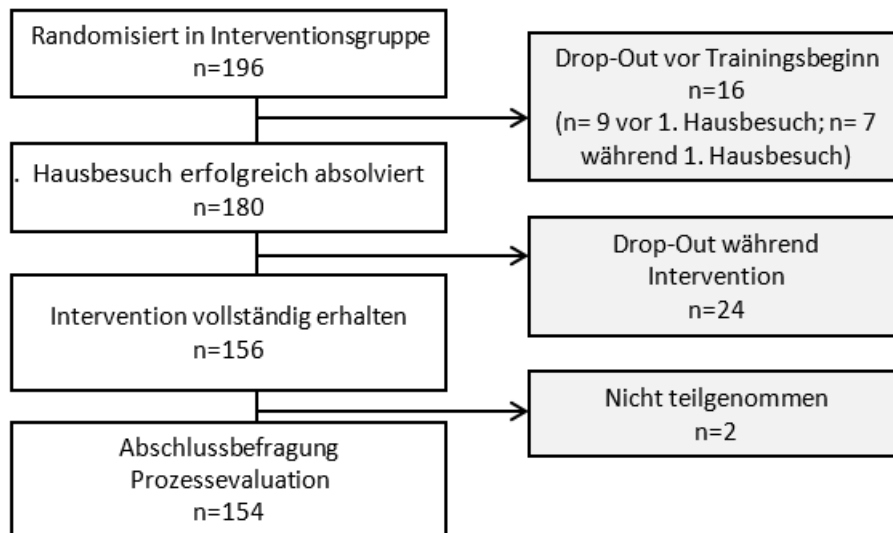 Randomisiert in Interventionsgruppe
n=196
Drop-Out vor Trainingsbeginn
n=16
(n= 9 vor 1. Hausbesuch; n= 7
während 1. Hausbesuch)
. Hausbesuch erfolgreich absolviert
n=180
Drop-Out während
Intervention
n=24
Intervention vollständig erhalten
n=156
Nicht teilgenommen
n=2
Abschlussbefragung
Prozessevaluation
n=154